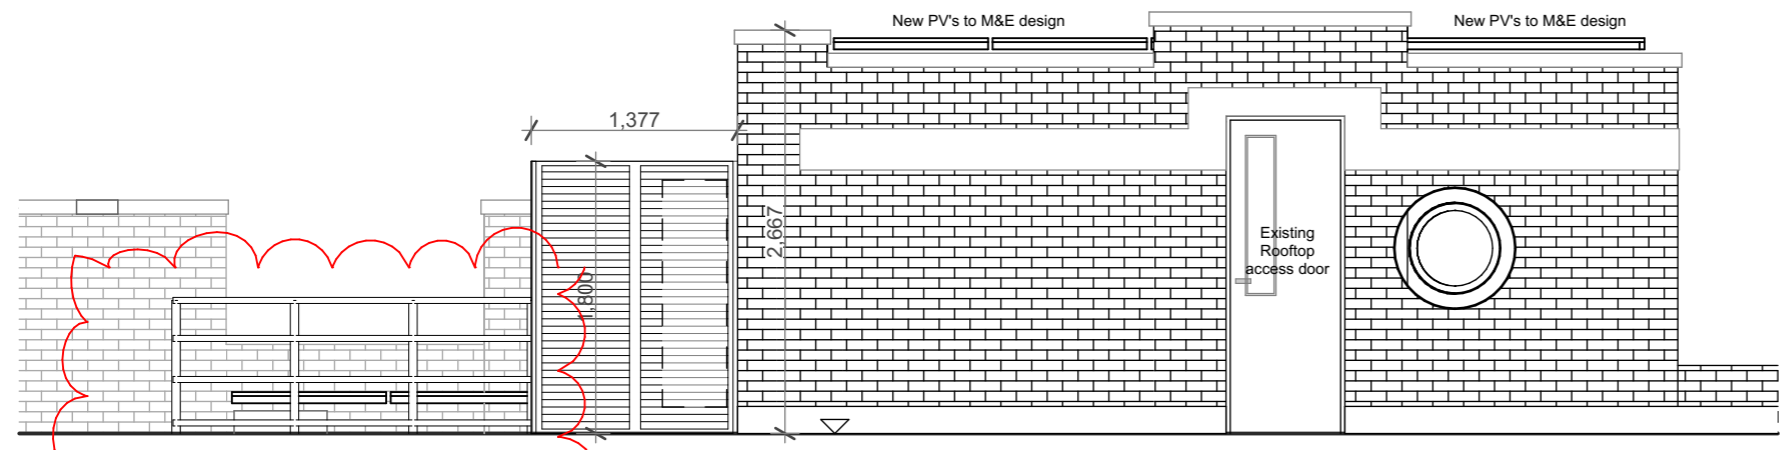 New PV's to M&E design
New PV's to M&E design
1,377
2,667
1,800
Existing
Rooftop
access door